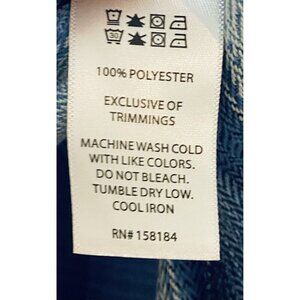 30
100% POLYESTER
EXCLUSIVE OF
TRIMMINGS
MACHINE WASH COLD
WITH LIKE COLORS.
DO NOT BLEACH.
TUMBLE DRY LOW.
COOL IRON
RN# 158184